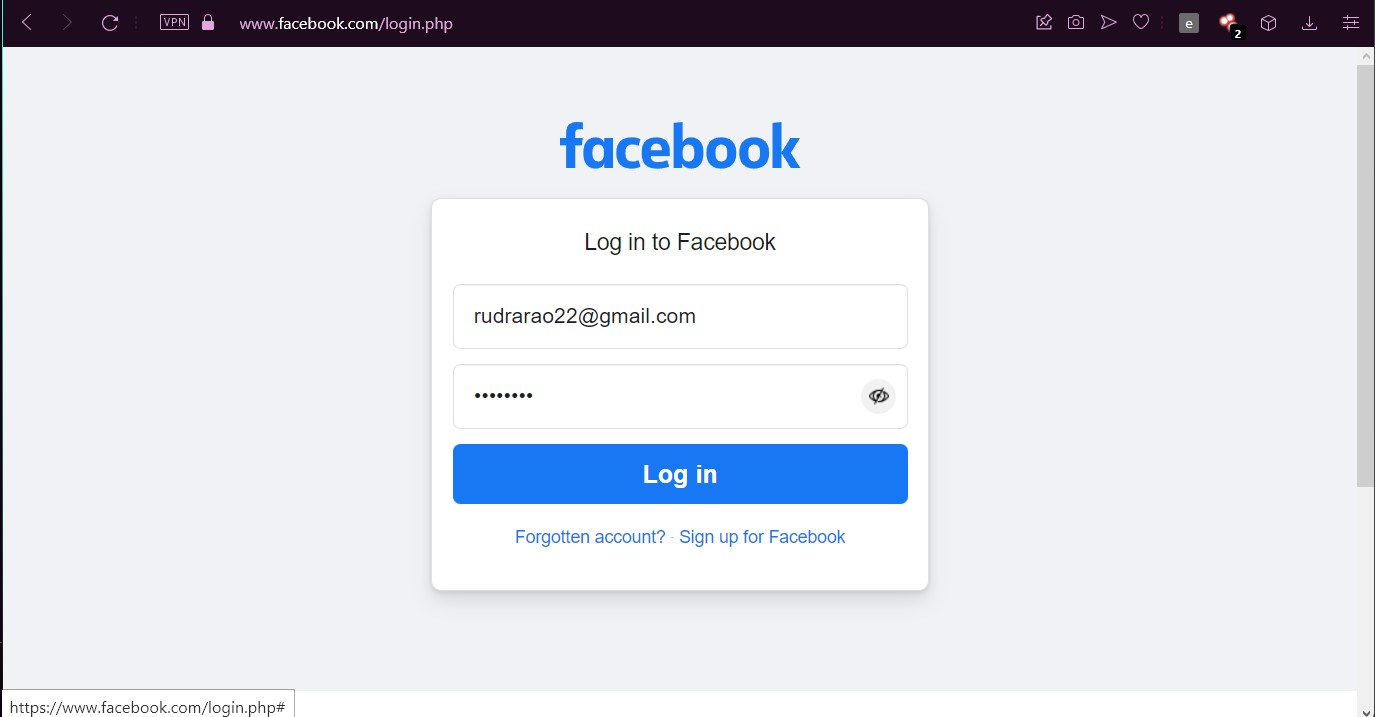 VPN
www.facebook.com/login.php
e
2
facebook
Log in to Facebook
rudrarao22@gmail.com
••••••••
Log in
Forgotten account? · Sign up for Facebook
https://www.facebook.com/login.php#